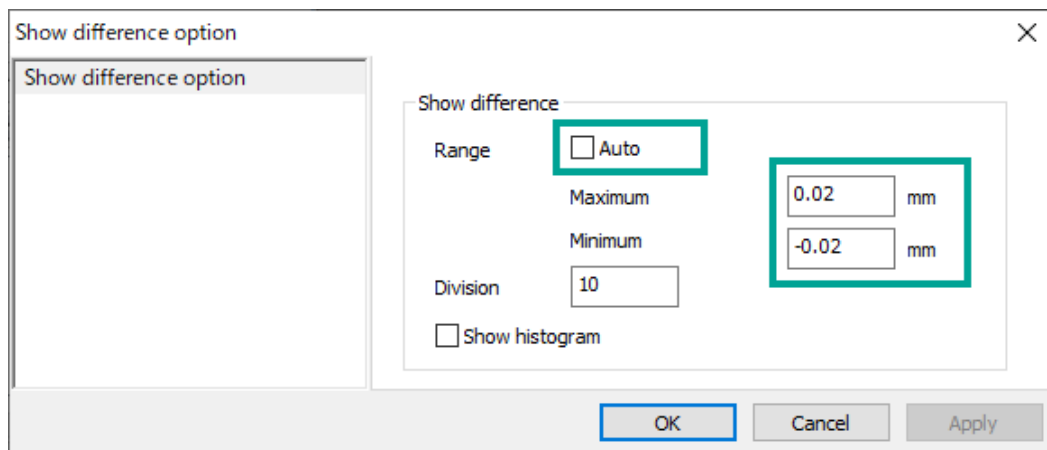 Show difference option
Show difference option
Show difference
Range
Auto
Maximum
0.02 mm
Minimum
-0.02 mm
Division
10
Show histogram
OK
Cancel
Apply